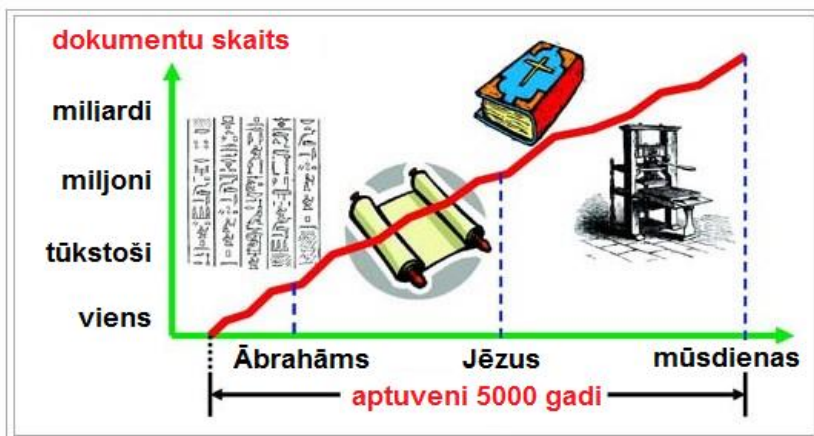 dokumentu skaits
miljardi
miljoni
tūkstoši
viens
Ābrahāms Jēzus mūsdienas
aptuveni 5000 gadi